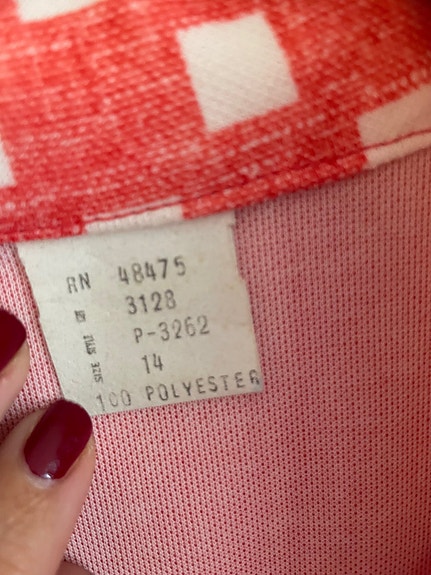 RN 48475
3128
STYLE P-3262
SIZE 14
100 POLYESTER